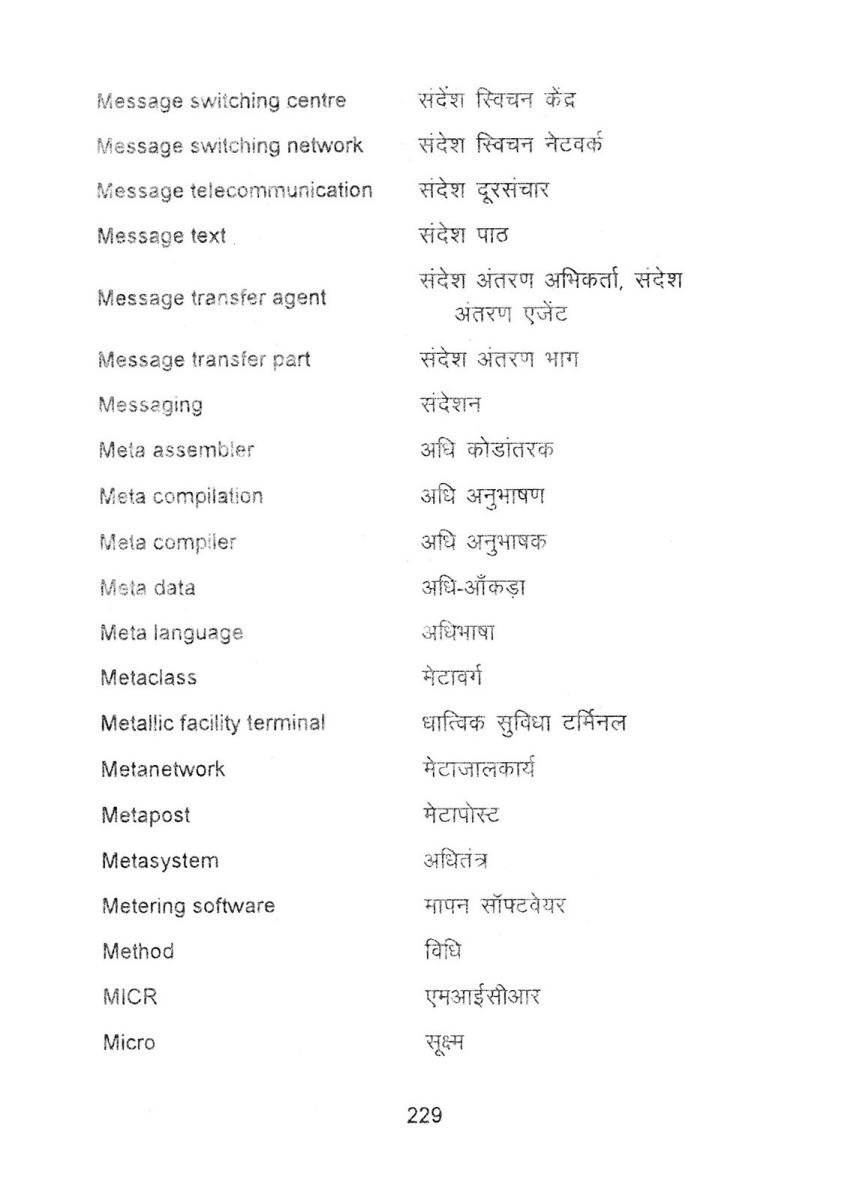 Message switching centre संदेश स्विचन केंद्र
Message switching network संदेश स्विचन नेटवर्क
Message telecommunication संदेश दूरसंचार
Message text संदेश पाठ
Message transfer agent संदेश अंतरण अभिकर्ता, संदेश
अंतरण एजेंट
Message transfer part संदेश अंतरण भाग
Messaging संदेशन
Meta assembler अधि कोडांतरक
Meta compilation अधि अनुभाषण
Meta compiler अधि अनुभाषक
Meta data अधि-आँकड़ा
Meta language अधिभाषा
Metaclass मेटावर्ग
Metallic facility terminal धात्विक सुविधा टर्मिनल
Metanetwork मेटाजालकार्य
Metapost मेटापोस्ट
Metasystem अधितंत्र
Metering software मापन सॉफ्टवेयर
Method विधि
MICR एमआईसीआर
Micro सूक्ष्म
229